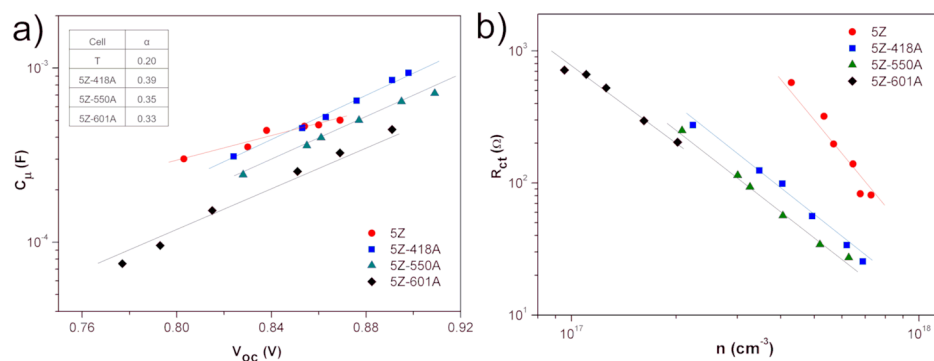 a)
Cell α
T 0.20
5Z-418A 0.39
5Z-550A 0.35
5Z-601A 0.33
10⁻³
10⁻⁴
Cμ (F)
5Z
5Z-418A
5Z-550A
5Z-601A
0.76 0.80 0.84 0.88 0.92
Voc (V)
b)
10³
10²
10¹
Rct (Ω)
5Z
5Z-418A
5Z-550A
5Z-601A
10¹⁷ 10¹⁸
n (cm⁻³)